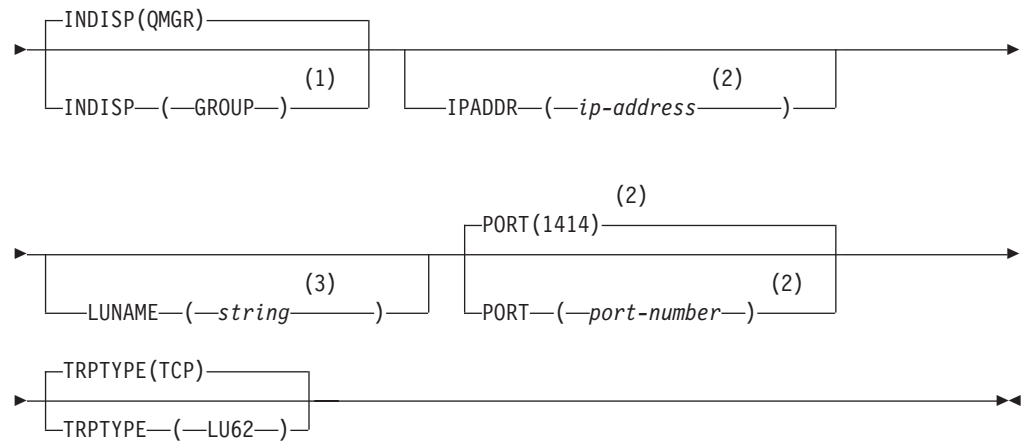 INDISP(QMGR)
(1) (2)
INDISP ( GROUP ) IPADDR ( ip-address )
(2)
PORT(1414)
(3) (2)
LUNAME ( string ) PORT ( port-number )
TRPTYPE(TCP)
TRPTYPE ( LU62 )